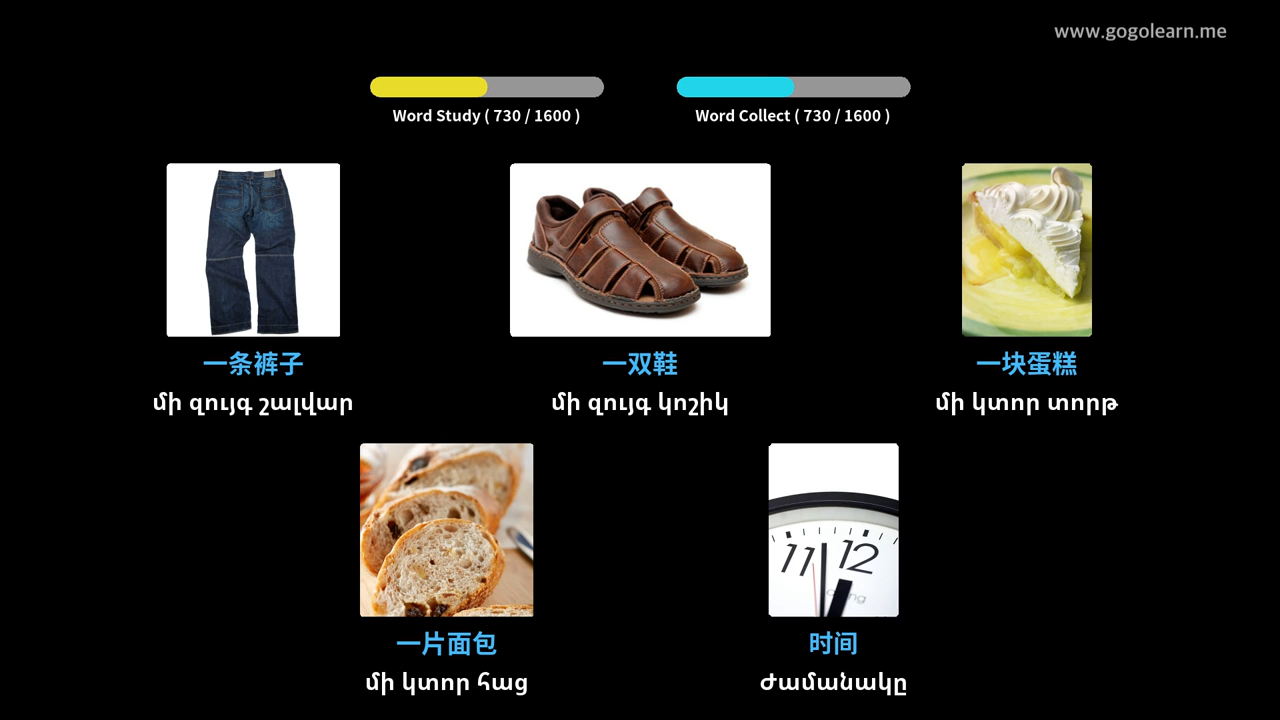 www.gogolearn.me
Word Study ( 730 / 1600 )
Word Collect ( 730 / 1600 )
一条裤子
մի զույգ շալվար
一双鞋
մի զույգ կոշիկ
一块蛋糕
մի կտոր տորթ
11 12
一片面包
մի կտոր հաց
时间
Ժամանակը